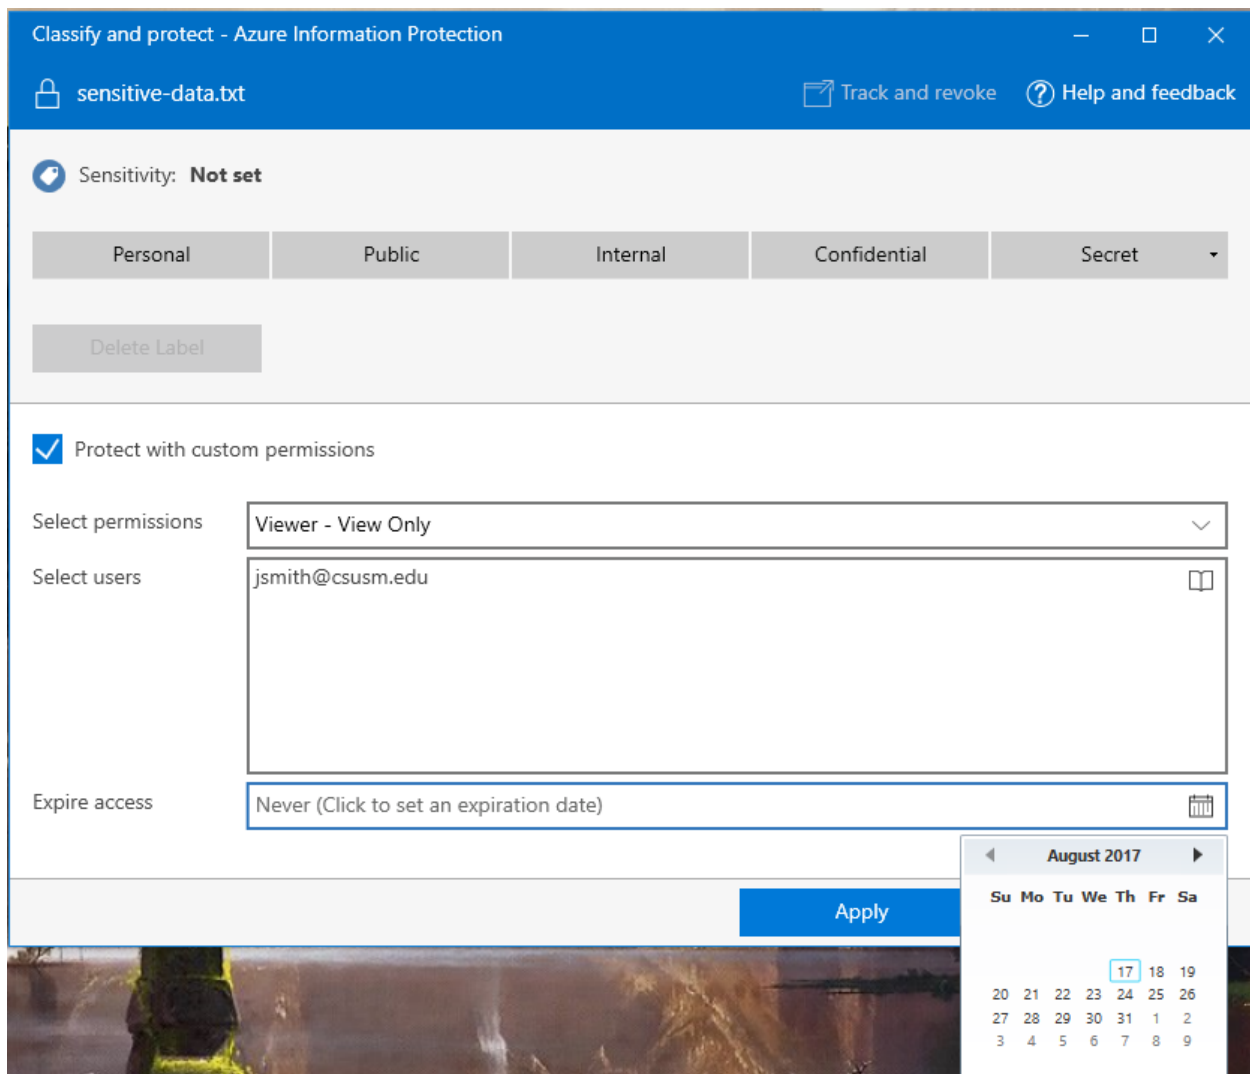 Classify and protect - Azure Information Protection
sensitive-data.txt
Track and revoke
Help and feedback
Sensitivity: Not set
Personal
Public
Internal
Confidential
Secret
Delete Label
Protect with custom permissions
Select permissions
Viewer - View Only
Select users
jsmith@csusm.edu
Expire access
Never (Click to set an expiration date)
August 2017
Su Mo Tu We Th Fr Sa
17 18 19
20 21 22 23 24 25 26
27 28 29 30 31 1 2
3 4 5 6 7 8 9
Apply